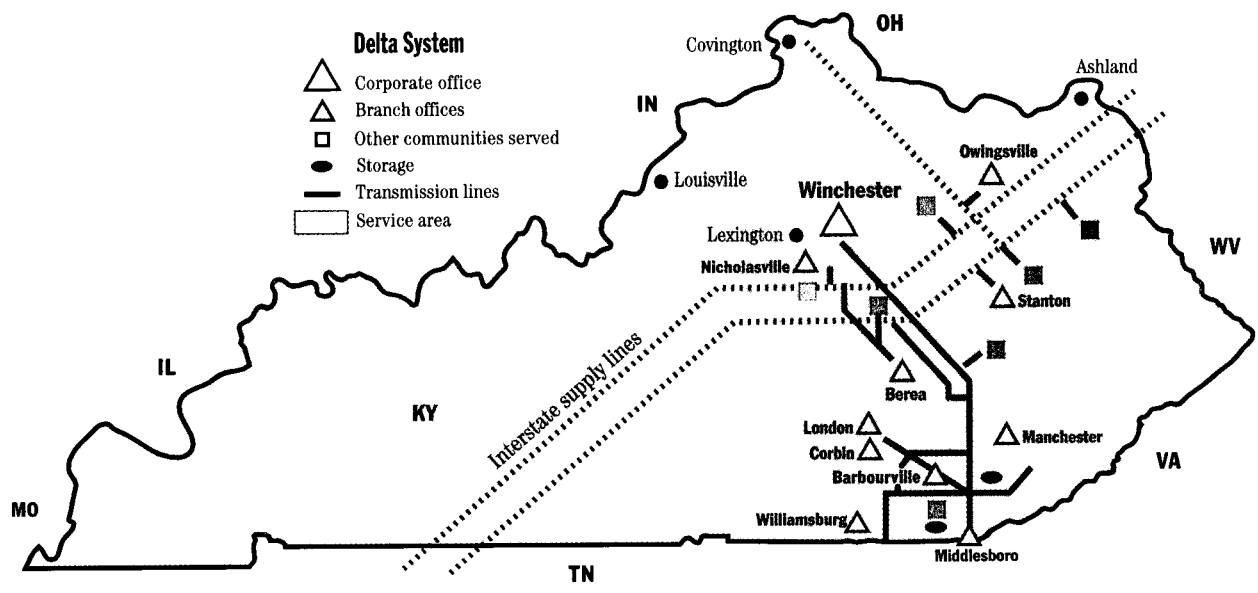 OH
Delta System
Covington
Corporate office
Ashland
IN
Branch offices
Other communities served
Owingsville
Storage
Louisville
Winchester
Transmission lines
Service area
Lexington
WV
Nicholasville
Stanton
IL
Interstate supply lines
Berea
KY
London
Manchester
Corbin
VA
Barbourville
MO
Williamsburg
Middlesboro
TN